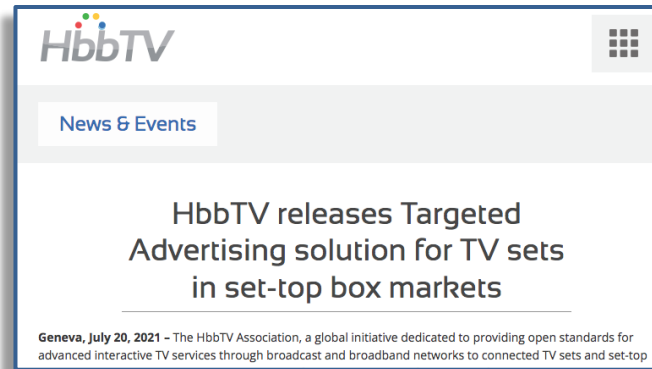 HbbTV
News & Events
HbbTV releases Targeted
Advertising solution for TV sets
in set-top box markets
Geneva, July 20, 2021 – The HbbTV Association, a global initiative dedicated to providing open standards for
advanced interactive TV services through broadcast and broadband networks to connected TV sets and set-top